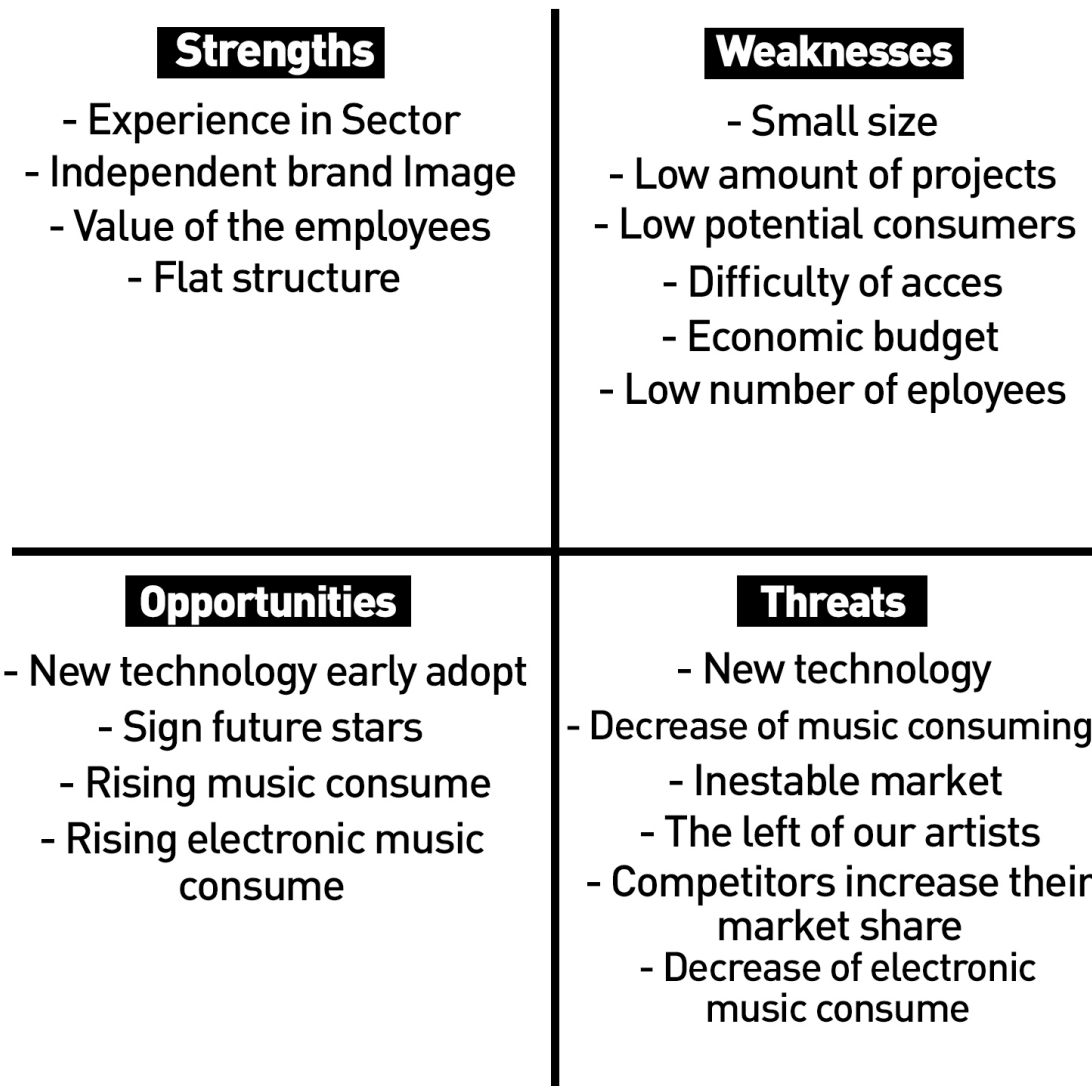 Strengths
- Experience in Sector
- Independent brand Image
- Value of the employees
- Flat structure
Weaknesses
- Small size
- Low amount of projects
- Low potential consumers
- Difficulty of acces
- Economic budget
- Low number of eployees
Opportunities
- New technology early adopt
- Sign future stars
- Rising music consume
- Rising electronic music
consume
Threats
- New technology
- Decrease of music consuming
- Inestable market
- The left of our artists
- Competitors increase their
market share
- Decrease of electronic
music consume